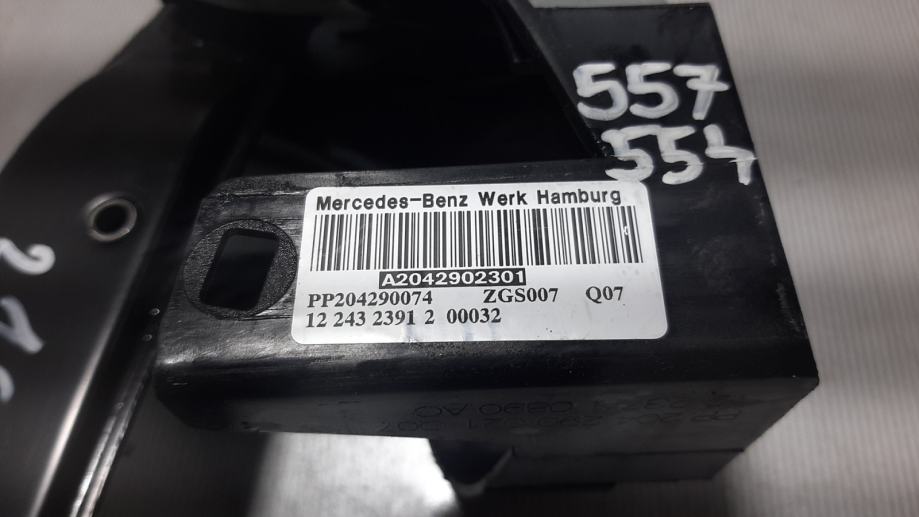 557
554
Mercedes-Benz Werk Hamburg
A2042902301
PP204290074 ZGS007 Q07
12 243 2391 2 00032